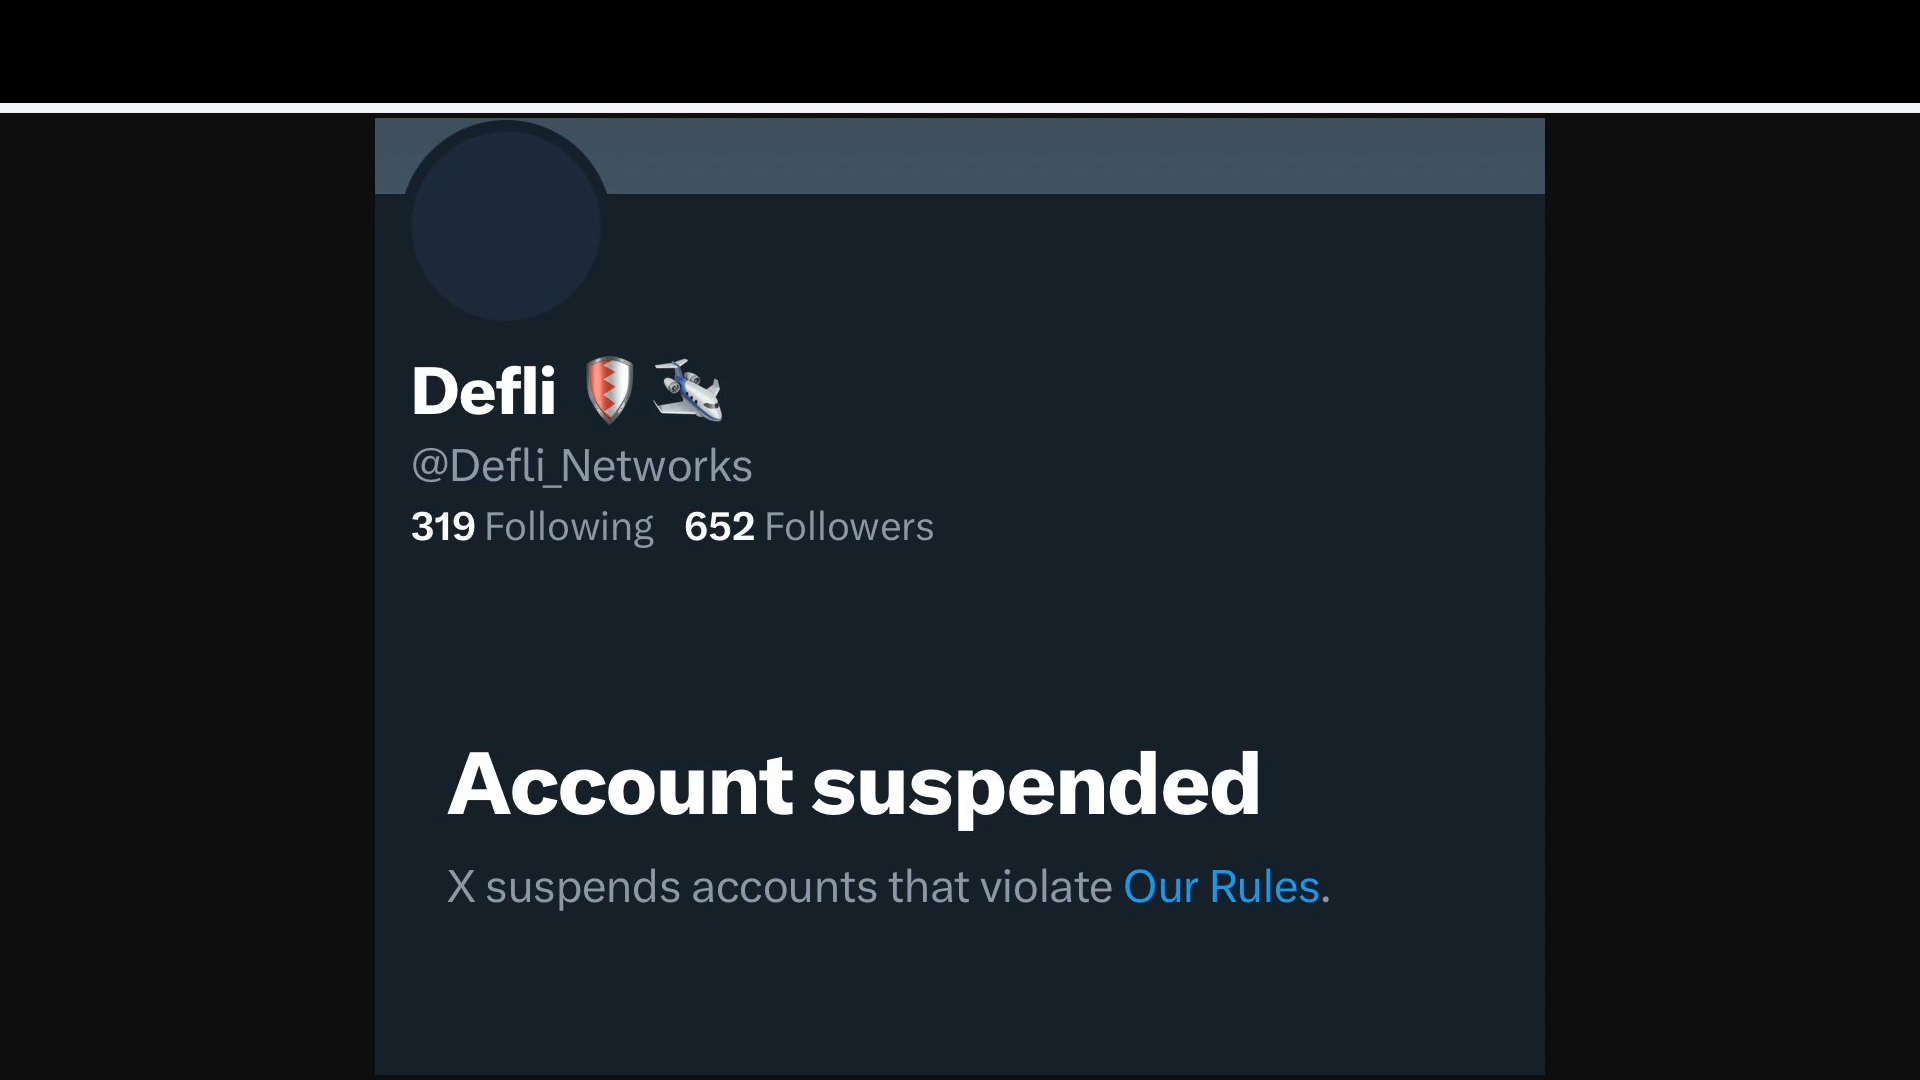 Defli
@Defli_Networks
319 Following 652 Followers
Account suspended
X suspends accounts that violate Our Rules.